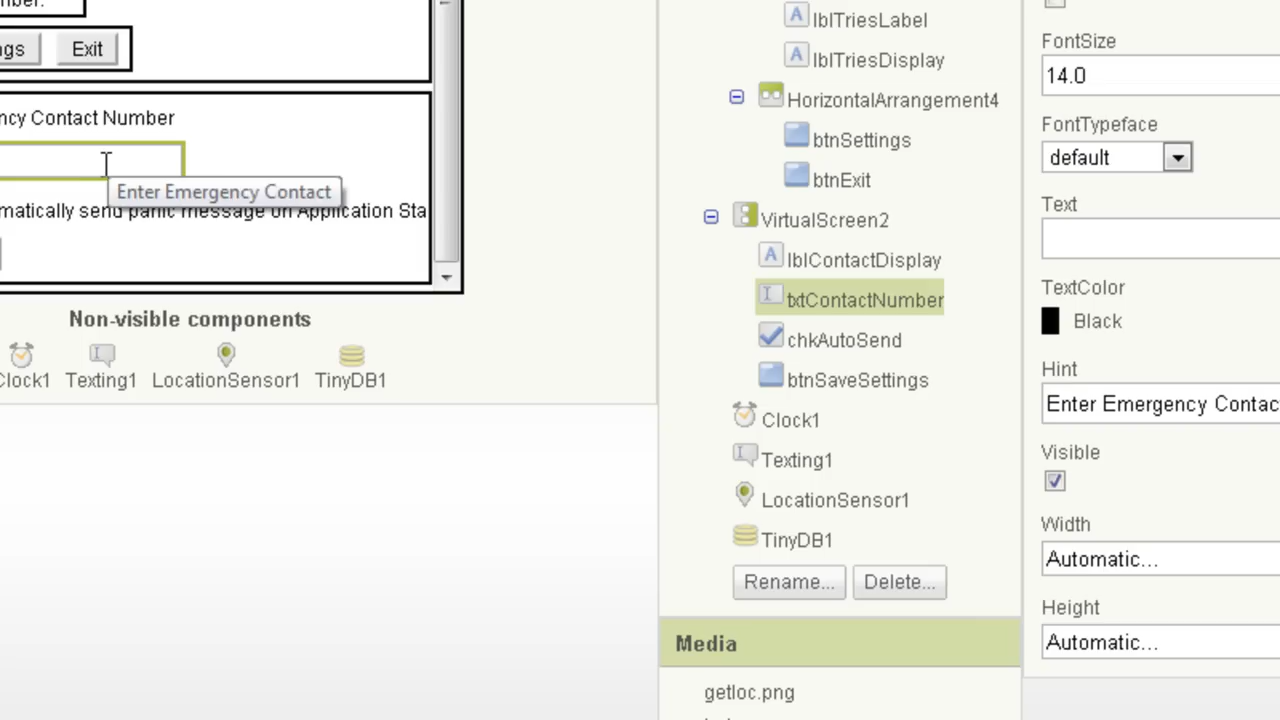 mber.
ngs
Exit
ncy Contact Number
Enter Emergency Contact
matically send panic message on Application Sta
Non-visible components
Clock1
Texting1
LocationSensor1
TinyDB1
lblTriesLabel
lblTriesDisplay
HorizontalArrangement4
btnSettings
btnExit
VirtualScreen2
lblContactDisplay
txtContactNumber
chkAutoSend
btnSaveSettings
Clock1
Texting1
LocationSensor1
TinyDB1
Rename...
Delete...
Media
getloc.png
FontSize
14.0
FontTypeface
default
Text
TextColor
Black
Hint
Enter Emergency Contac
Visible
Width
Automatic...
Height
Automatic...